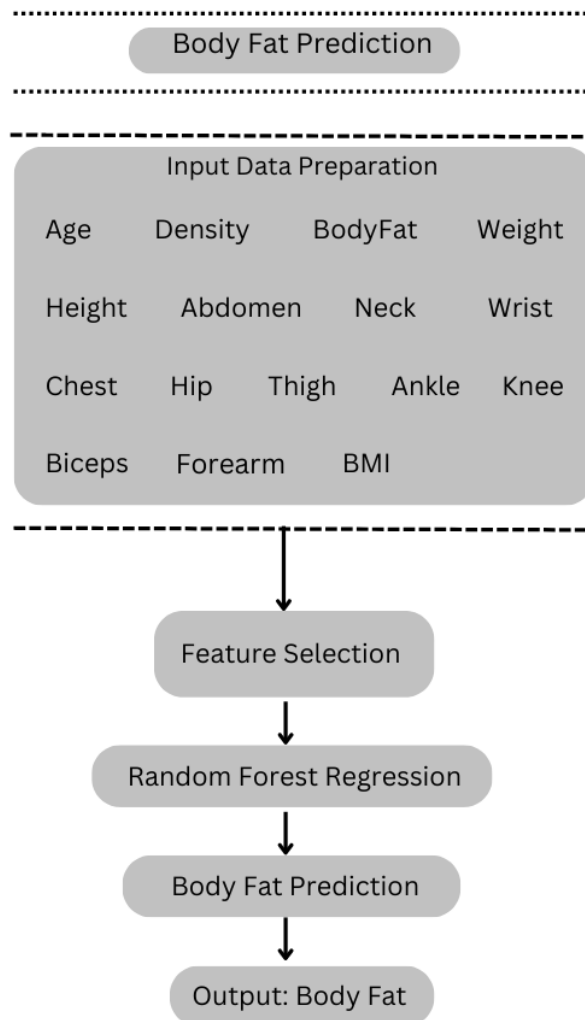 Body Fat Prediction
Input Data Preparation
Age Density BodyFat Weight
Height Abdomen Neck Wrist
Chest Hip Thigh Ankle Knee
Biceps Forearm BMI
Feature Selection
Random Forest Regression
Body Fat Prediction
Output: Body Fat